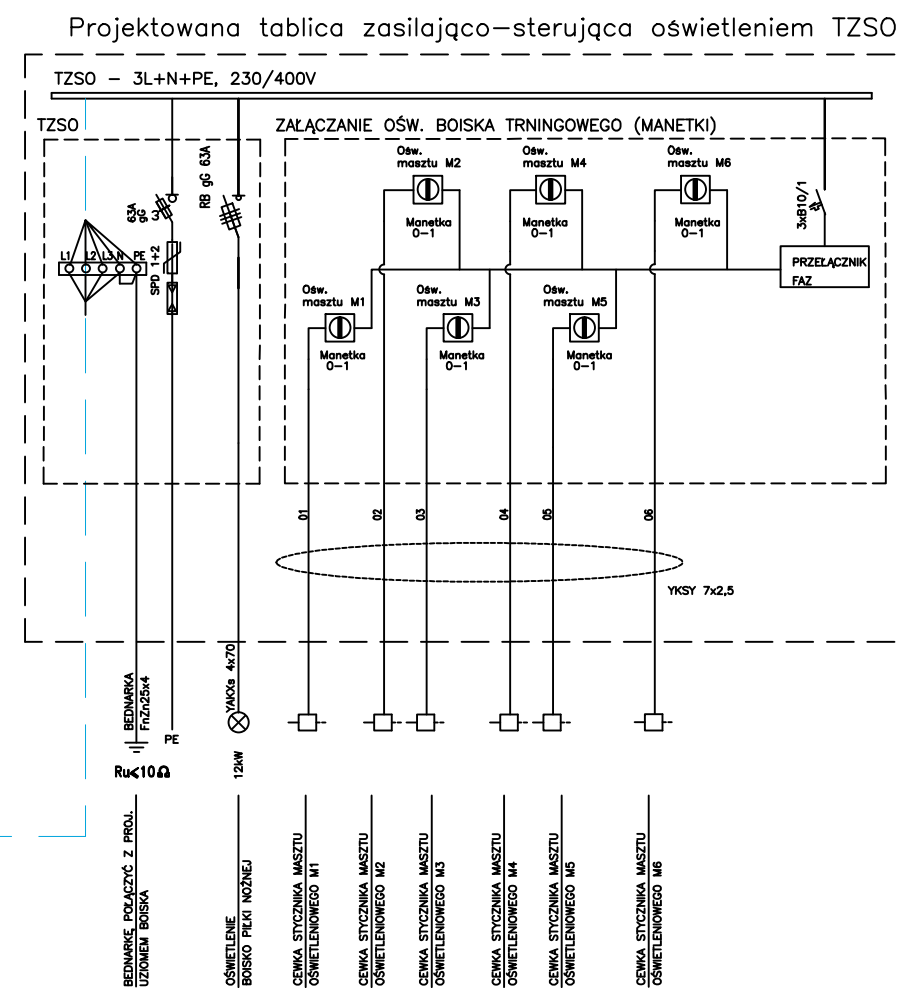 Projektowana tablica zasilająco-sterująca oświetleniem TZSO
TZSO - 3L+N+PE, 230/400V
TZSO
ZAŁĄCZANIE OŚW. BOISKA TRNINGOWEGO (MANETKI)
63A
gG
3
SPD 1+2
RB gG 63A
L1 L2 L3 N PE
Ośw.
masztu M2
Manetka
0-1
Ośw.
masztu M4
Manetka
0-1
Ośw.
masztu M6
Manetka
0-1
3xB10/1
PRZEŁĄCZNIK
FAZ
Ośw.
masztu M1
Manetka
0-1
Ośw.
masztu M3
Manetka
0-1
Ośw.
masztu M5
Manetka
0-1
01
02
03
04
05
06
YKSY 7x2,5
BEDNARKA
FnZn25x4
PE
YAKXs 4x70
Ru<10Ω
12kW
BEDNARKĘ POŁĄCZYĆ Z PROJ.
UZIOMEM BOISKA
OŚWIETLENIE
BOISKO PIŁKI NOŻNEJ
CEWKA STYCZNIKA MASZTU
OŚWIETLENIOWEGO M1
CEWKA STYCZNIKA MASZTU
OŚWIETLENIOWEGO M2
CEWKA STYCZNIKA MASZTU
OŚWIETLENIOWEGO M3
CEWKA STYCZNIKA MASZTU
OŚWIETLENIOWEGO M4
CEWKA STYCZNIKA MASZTU
OŚWIETLENIOWEGO M5
CEWKA STYCZNIKA MASZTU
OŚWIETLENIOWEGO M6